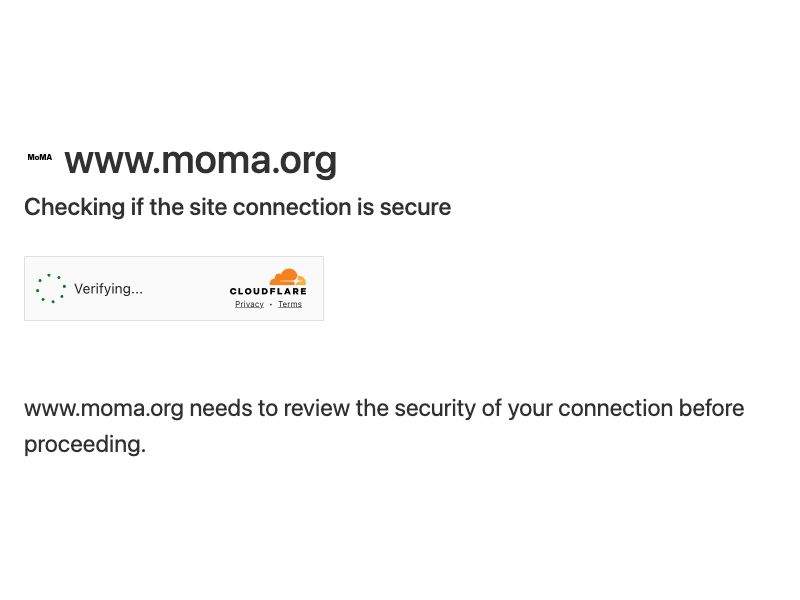 MoMA www.moma.org
Checking if the site connection is secure
Verifying...
CLOUDFLARE
Privacy • Terms
www.moma.org needs to review the security of your connection before
proceeding.